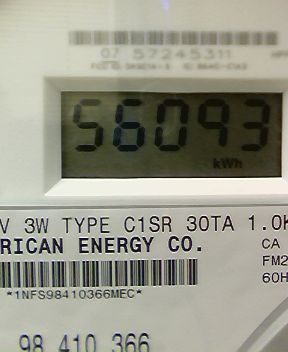 07 57245311
56093
kWh
V 3W TYPE C1SR 30TA 1.0K
RICAN ENERGY CO.
CA
FM2
60H
*1NFS98410366MEC*
98 410 366